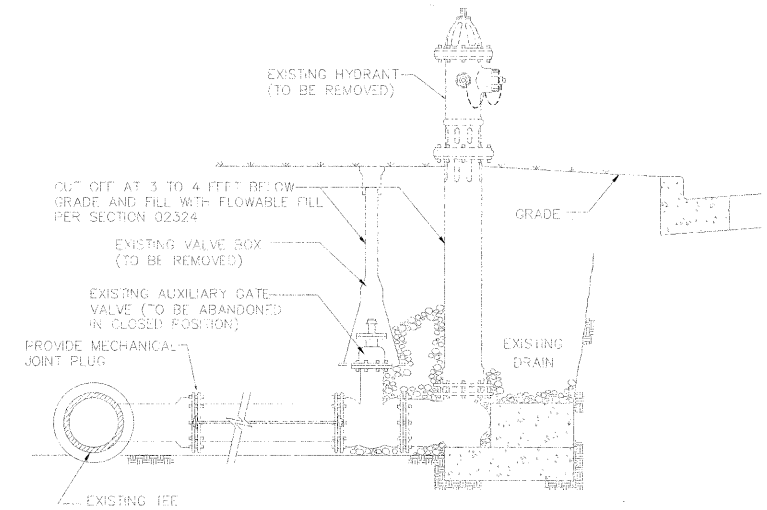 EXISTING HYDRANT
(TO BE REMOVED)
CUT OFF AT 3 TO 4 FEET BELOW
GRADE AND FILL WITH FLOWABLE FILL
PER SECTION 02324
GRADE
EXISTING VALVE BOX
(TO BE REMOVED)
EXISTING AUXILIARY GATE
VALVE (TO BE ABANDONED
IN CLOSED POSITION)
PROVIDE MECHANICAL
JOINT PLUG
EXISTING
DRAIN
EXISTING TEE